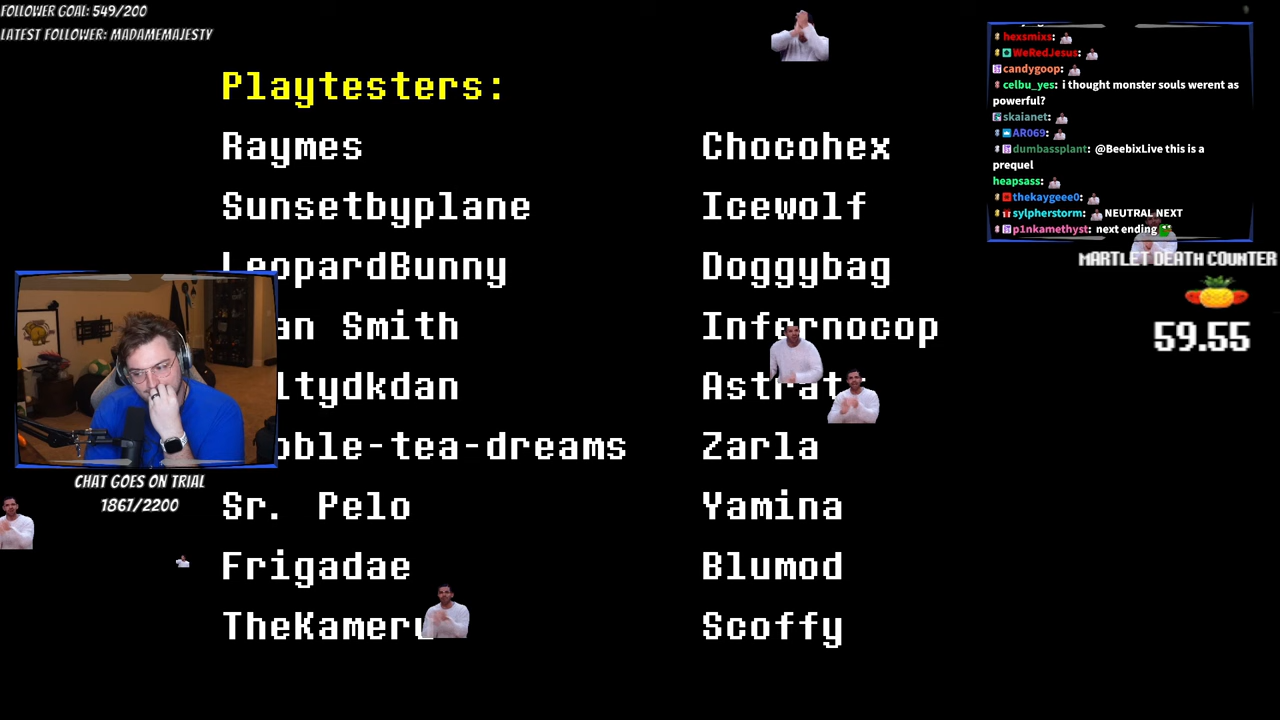 FOLLOWER GOAL: 549/200
LATEST FOLLOWER: MADAMEMAJESTY
Playtesters:
Raymes
Chocohex
Sunsetbyplane
Icewolf
LeopardBunny
Doggybag
an Smith
Infernocop
ltydkdan
Sr. Pelo
Zarla
Yamina
Frigadae
Blumod
Scoffy
hexsmixs:
WeRedJesus:
candygoop:
celbu_yes: i thought monster souls werent as
powerful?
skaianet:
AR069:
dumbassplant: @BeebixLive this is a
prequel
heapsass:
thekaygeee0:
sylpherstorm: NEUTRAL NEXT
p1nkamethyst: next ending
MARTLET DEATH COUNTER
59.55
CHAT GOES ON TRIAL
1867/2200